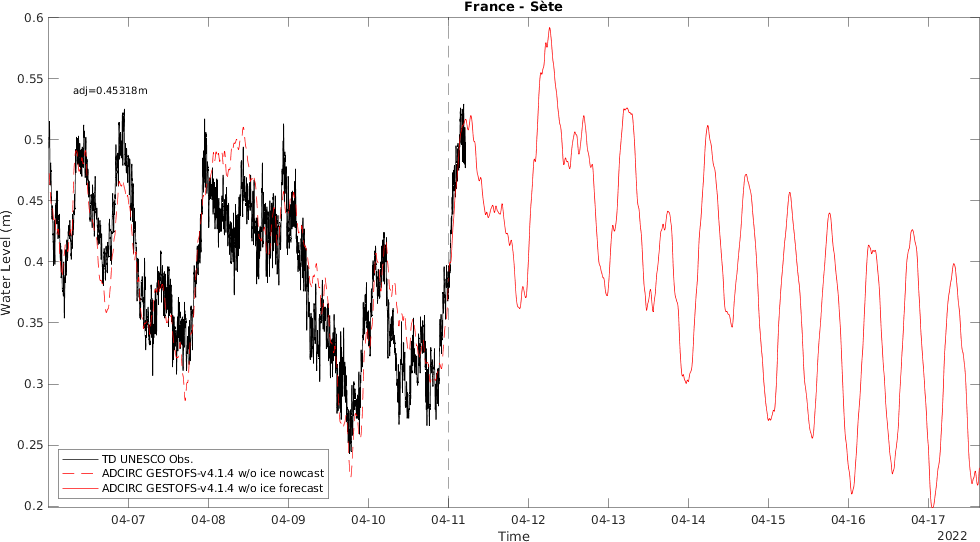 France - Sète
0.6
0.55
adj=0.45318m
0.5
0.45
0.4
0.35
0.3
0.25
0.2
Water Level (m)
TD UNESCO Obs.
ADCIRC GESTOFS-v4.1.4 w/o ice nowcast
ADCIRC GESTOFS-v4.1.4 w/o ice forecast
04-07 04-08 04-09 04-10 04-11 04-12 04-13 04-14 04-15 04-16 04-17
Time
2022